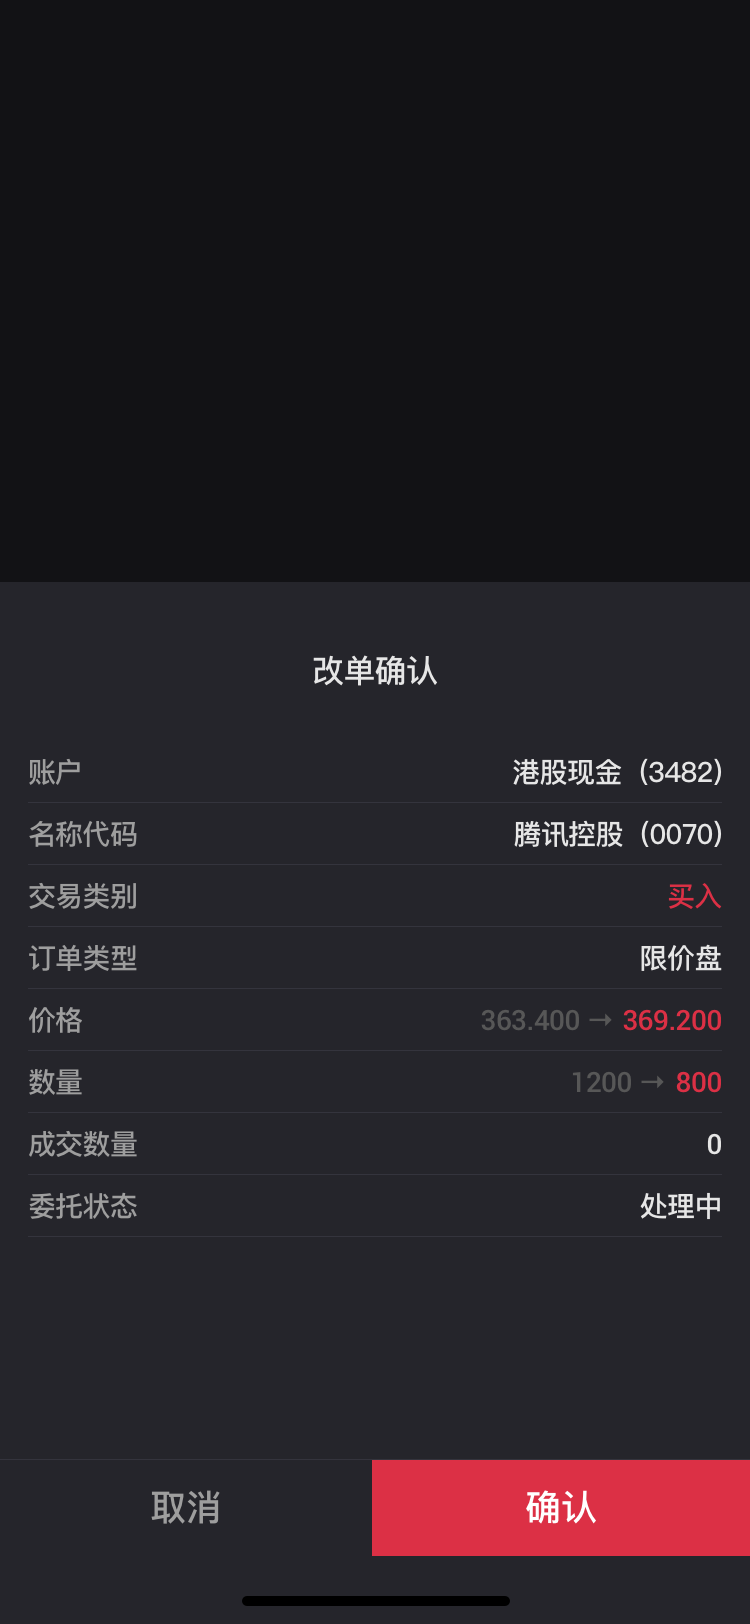 改单确认
账户 港股现金 (3482)
名称代码 腾讯控股 (0070)
交易类别 买入
订单类型 限价盘
价格 363.400 → 369.200
数量 1200 → 800
成交数量 0
委托状态 处理中
取消 确认